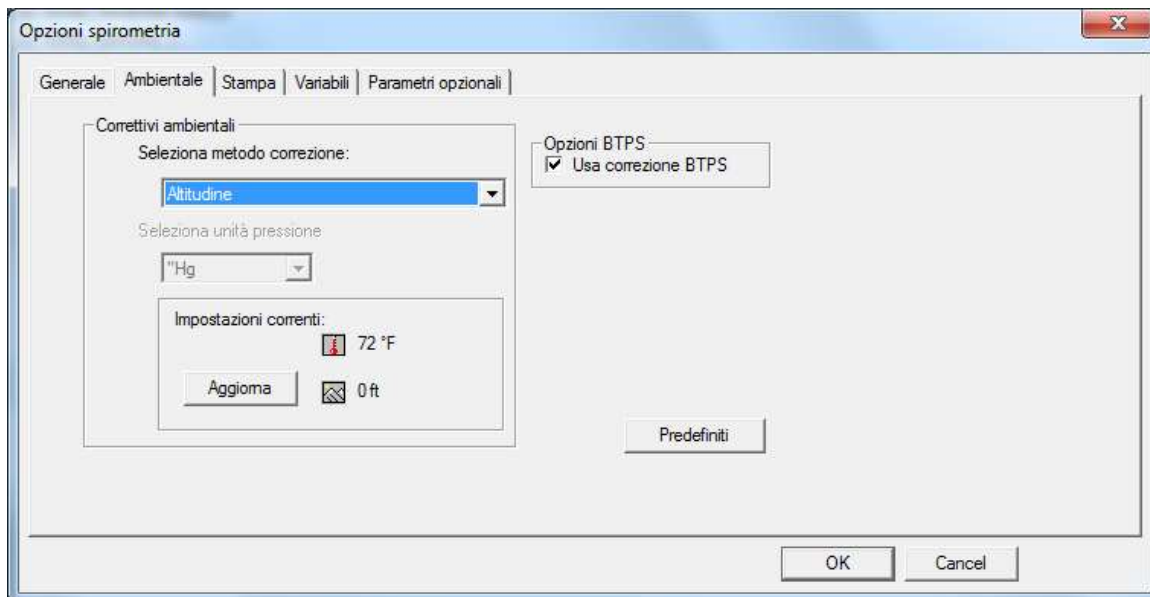 Opzioni spirometria
Generale Ambientale Stampa Variabili Parametri opzionali
Correttivi ambientali
Seleziona metodo correzione:
Altitudine
Seleziona unità pressione
"Hg
Impostazioni correnti:
72 °F
Aggiorna
0 ft
Opzioni BTPS
Usa correzione BTPS
Predefiniti
OK Cancel